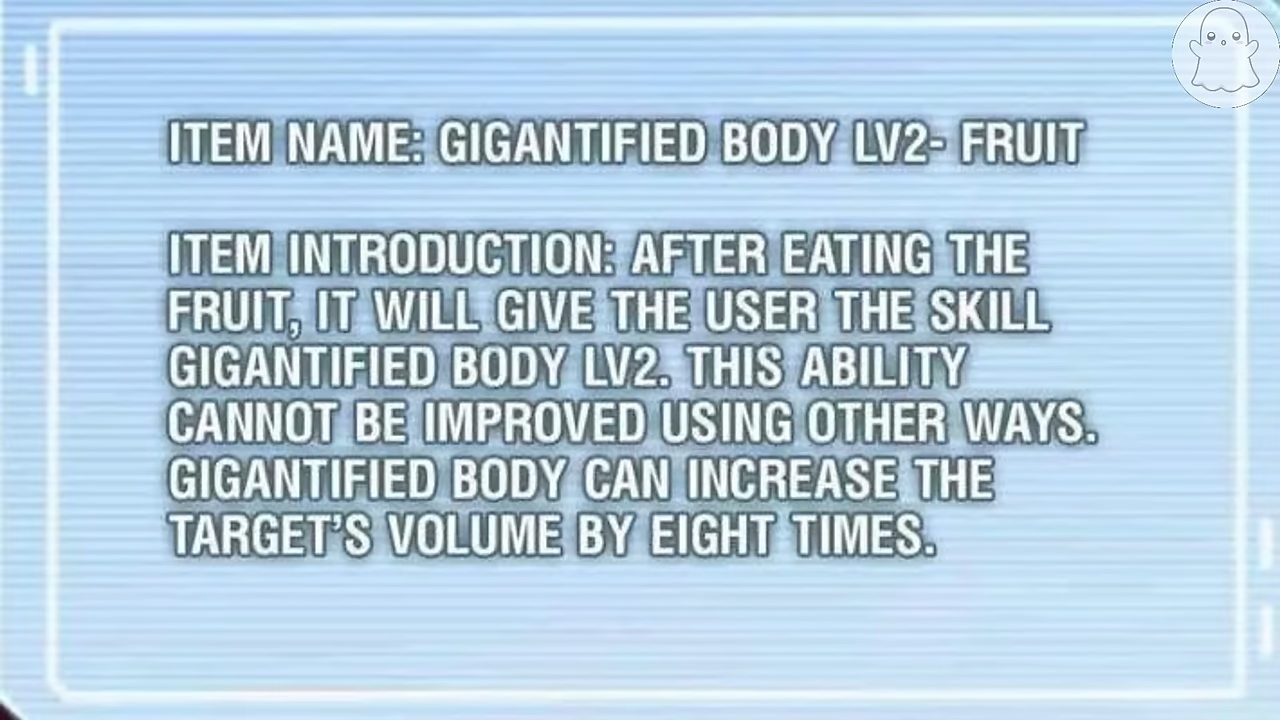 ITEM NAME: GIGANTIFIED BODY LV2- FRUIT
ITEM INTRODUCTION: AFTER EATING THE
FRUIT, IT WILL GIVE THE USER THE SKILL
GIGANTIFIED BODY LV2. THIS ABILITY
CANNOT BE IMPROVED USING OTHER WAYS.
GIGANTIFIED BODY CAN INCREASE THE
TARGET'S VOLUME BY EIGHT TIMES.